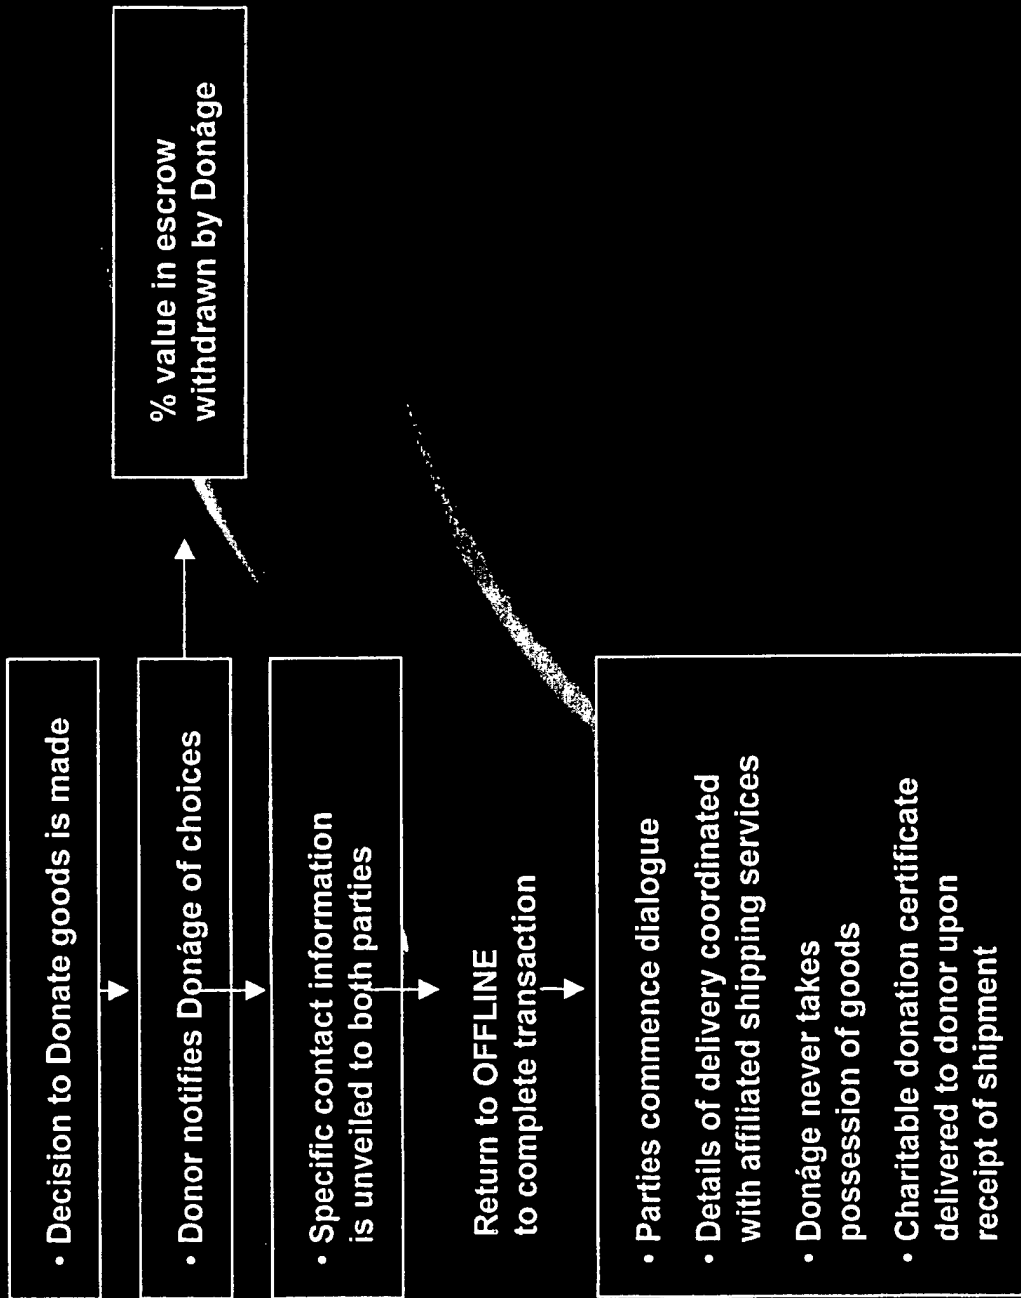 • Decision to Donate goods is made
• Donor notifies Donáge of choices
% value in escrow
withdrawn by Donáge
• Specific contact information
is unveiled to both parties
Return to OFFLINE
to complete transaction
• Parties commence dialogue
• Details of delivery coordinated
with affiliated shipping services
• Donáge never takes
possession of goods
• Charitable donation certificate
delivered to donor upon
receipt of shipment